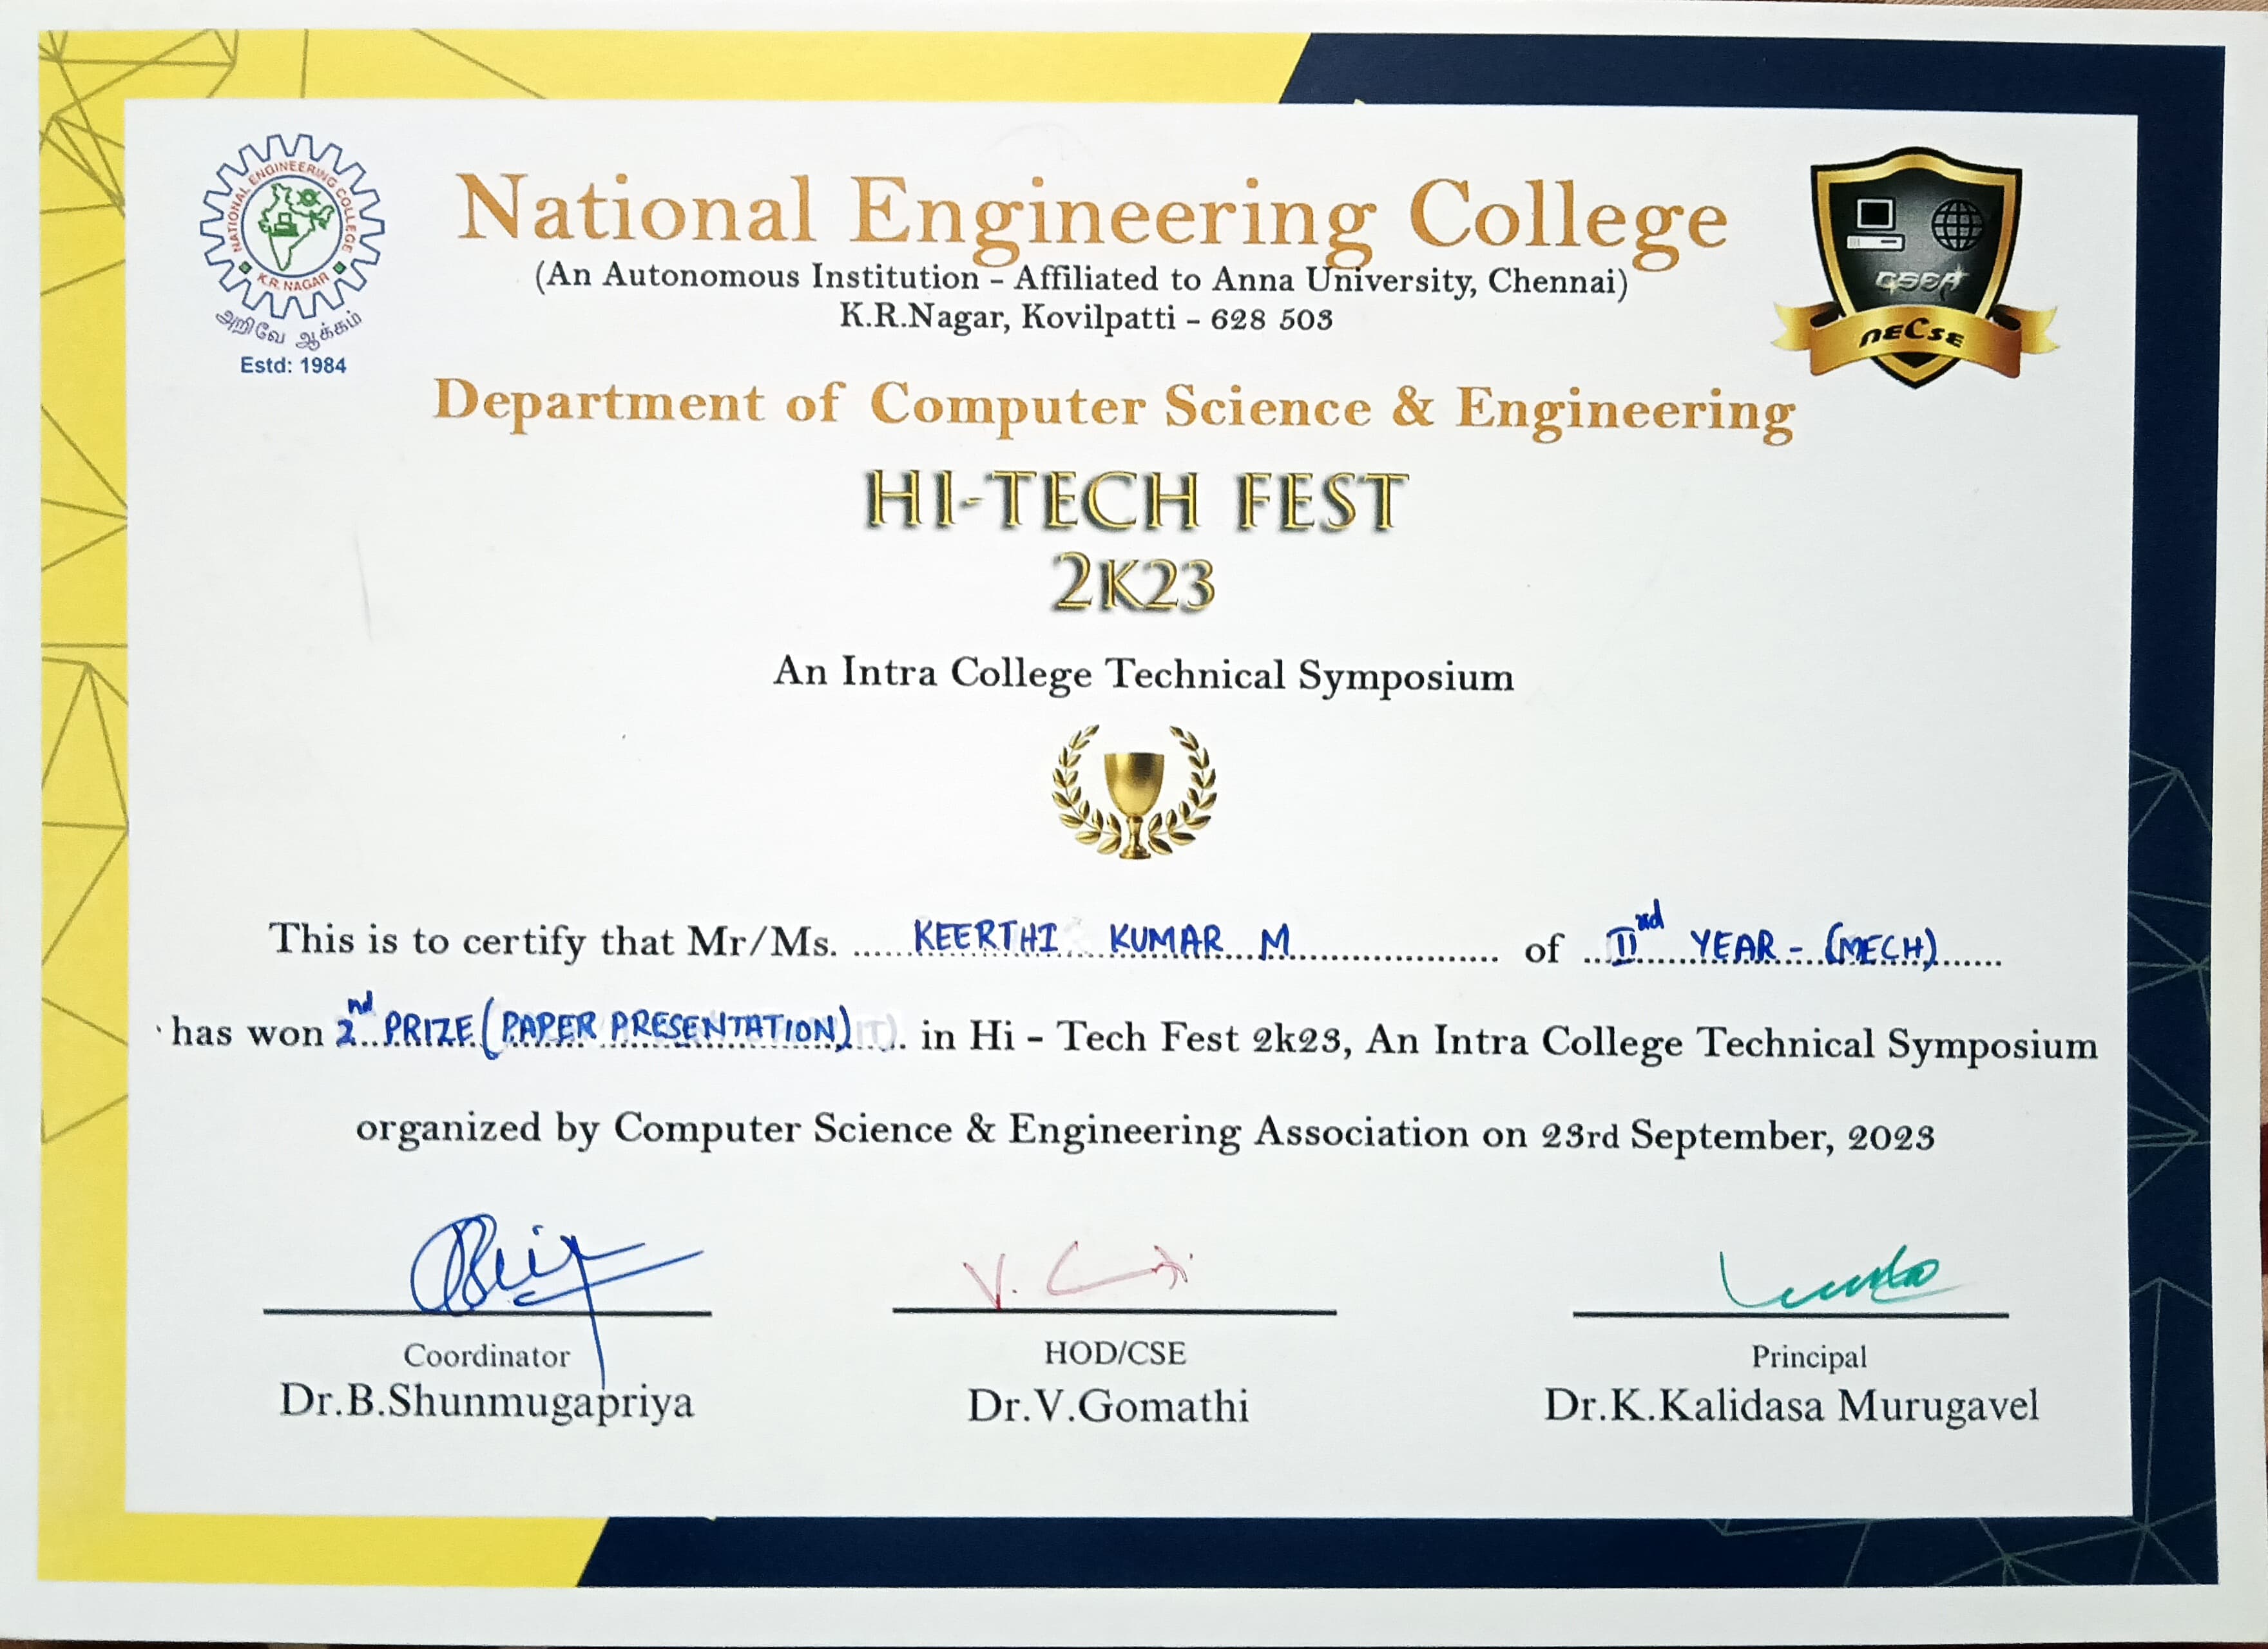 NATIONAL ENGINEERING COLLEGE
K.R. NAGAR
அறிவே ஆக்கம்
Estd: 1984
National Engineering College
(An Autonomous Institution - Affiliated to Anna University, Chennai)
K.R.Nagar, Kovilpatti - 628 503
CSEA
NECSE
Department of Computer Science & Engineering
HI-TECH FEST
2K23
An Intra College Technical Symposium
This is to certify that Mr/Ms. KEERTHI KUMAR M of IInd YEAR - (MECH)
has won 2nd PRIZE (PAPER PRESENTATION) in Hi - Tech Fest 2k23, An Intra College Technical Symposium
organized by Computer Science & Engineering Association on 23rd September, 2023
Coordinator
Dr.B.Shunmugapriya
HOD/CSE
Dr.V.Gomathi
Principal
Dr.K.Kalidasa Murugavel